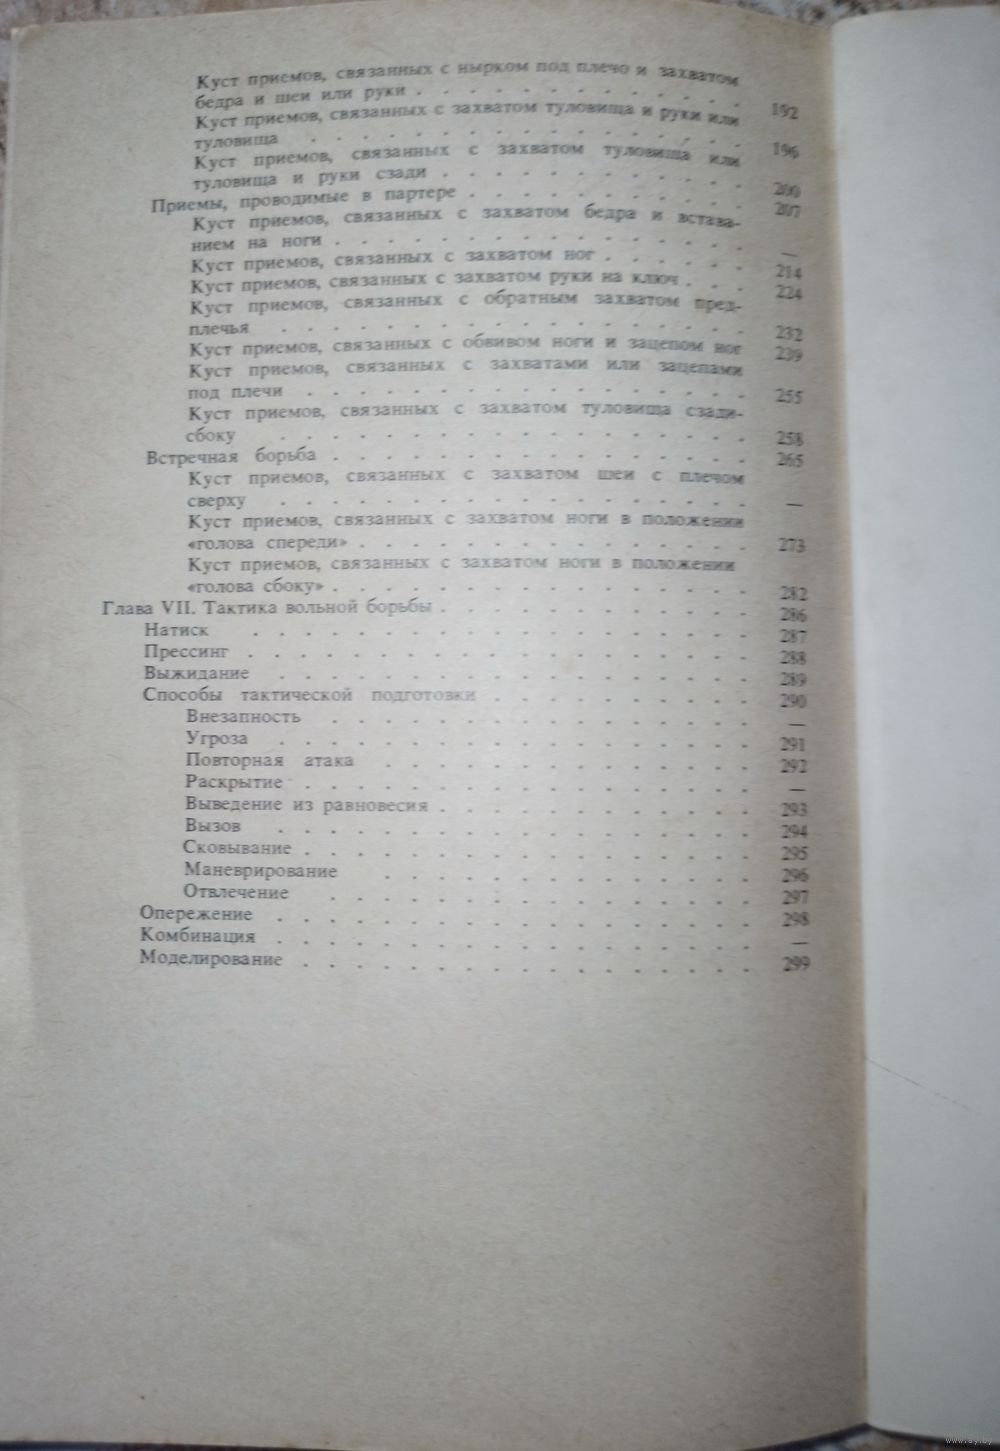 Куст приемов, связанных с нырком под плечо и захватом
бедра и шеи или руки . . . . . . . . . . . . 192
Куст приемов, связанных с захватом туловища и руки или
туловища . . . . . . . . . . . . . . . . 196
Куст приемов, связанных с захватом туловища или
туловища и руки сзади . . . . . . . . . . . . 200
Приемы, проводимые в партере . . . . . . . . . . . 207
Куст приемов, связанных с захватом бедра и встава-
нием на ноги . . . . . . . . . . . . . . . . —
Куст приемов, связанных с захватом ног . . . . . . 214
Куст приемов, связанных с захватом руки на ключ . . . 224
Куст приемов, связанных с обратным захватом пред-
плечья . . . . . . . . . . . . . . . . . . 232
Куст приемов, связанных с обвивом ноги и зацепом ног 239
Куст приемов, связанных с захватами или зацепами
под плечи . . . . . . . . . . . . . . . . . 255
Куст приемов, связанных с захватом туловища сзади-
сбоку . . . . . . . . . . . . . . . . . . 258
Встречная борьба . . . . . . . . . . . . . . . . 265
Куст приемов, связанных с захватом шеи с плечом
сверху . . . . . . . . . . . . . . . . . . —
Куст приемов, связанных с захватом ноги в положении
«голова спереди» . . . . . . . . . . . . . . . 273
Куст приемов, связанных с захватом ноги в положении
«голова сбоку» . . . . . . . . . . . . . . . . 282
Глава VII. Тактика вольной борьбы . . . . . . . . . . . . 286
Натиск . . . . . . . . . . . . . . . . . . . 287
Прессинг . . . . . . . . . . . . . . . . . . . 288
Выжидание . . . . . . . . . . . . . . . . . . 289
Способы тактической подготовки . . . . . . . . . . 290
Внезапность . . . . . . . . . . . . . . . . —
Угроза . . . . . . . . . . . . . . . . . . 291
Повторная атака . . . . . . . . . . . . . . 292
Раскрытие . . . . . . . . . . . . . . . . . —
Выведение из равновесия . . . . . . . . . . . . 293
Вызов . . . . . . . . . . . . . . . . . . 294
Сковывание . . . . . . . . . . . . . . . . . 295
Маневрирование . . . . . . . . . . . . . . 296
Отвлечение . . . . . . . . . . . . . . . . 297
Опережение . . . . . . . . . . . . . . . . . . 298
Комбинация . . . . . . . . . . . . . . . . . . —
Моделирование . . . . . . . . . . . . . . . . . 299
www.ay.by